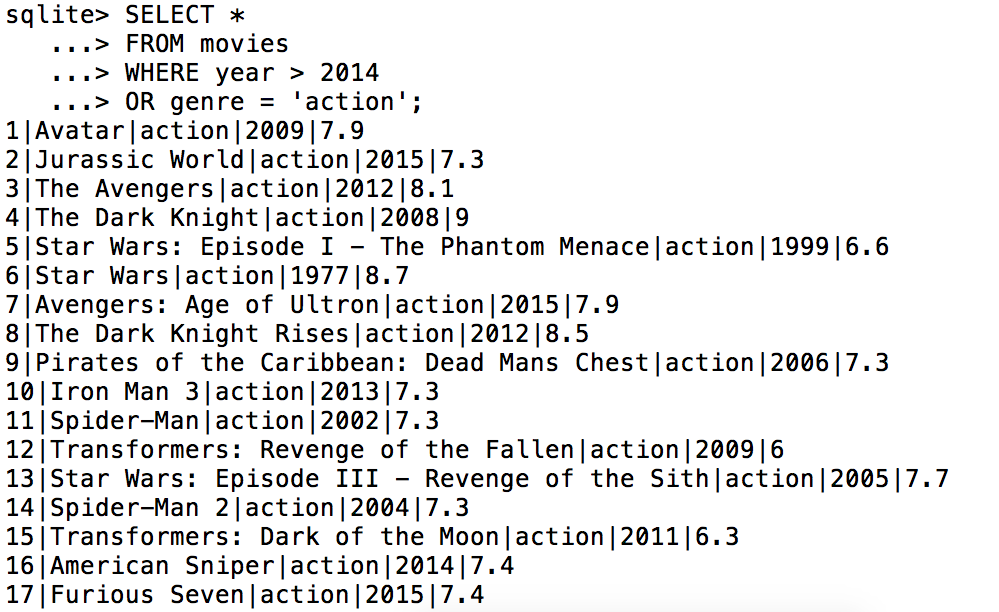 sqlite> SELECT *
   ...> FROM movies
   ...> WHERE year > 2014
   ...> OR genre = 'action';
1|Avatar|action|2009|7.9
2|Jurassic World|action|2015|7.3
3|The Avengers|action|2012|8.1
4|The Dark Knight|action|2008|9
5|Star Wars: Episode I - The Phantom Menace|action|1999|6.6
6|Star Wars|action|1977|8.7
7|Avengers: Age of Ultron|action|2015|7.9
8|The Dark Knight Rises|action|2012|8.5
9|Pirates of the Caribbean: Dead Mans Chest|action|2006|7.3
10|Iron Man 3|action|2013|7.3
11|Spider-Man|action|2002|7.3
12|Transformers: Revenge of the Fallen|action|2009|6
13|Star Wars: Episode III - Revenge of the Sith|action|2005|7.7
14|Spider-Man 2|action|2004|7.3
15|Transformers: Dark of the Moon|action|2011|6.3
16|American Sniper|action|2014|7.4
17|Furious Seven|action|2015|7.4